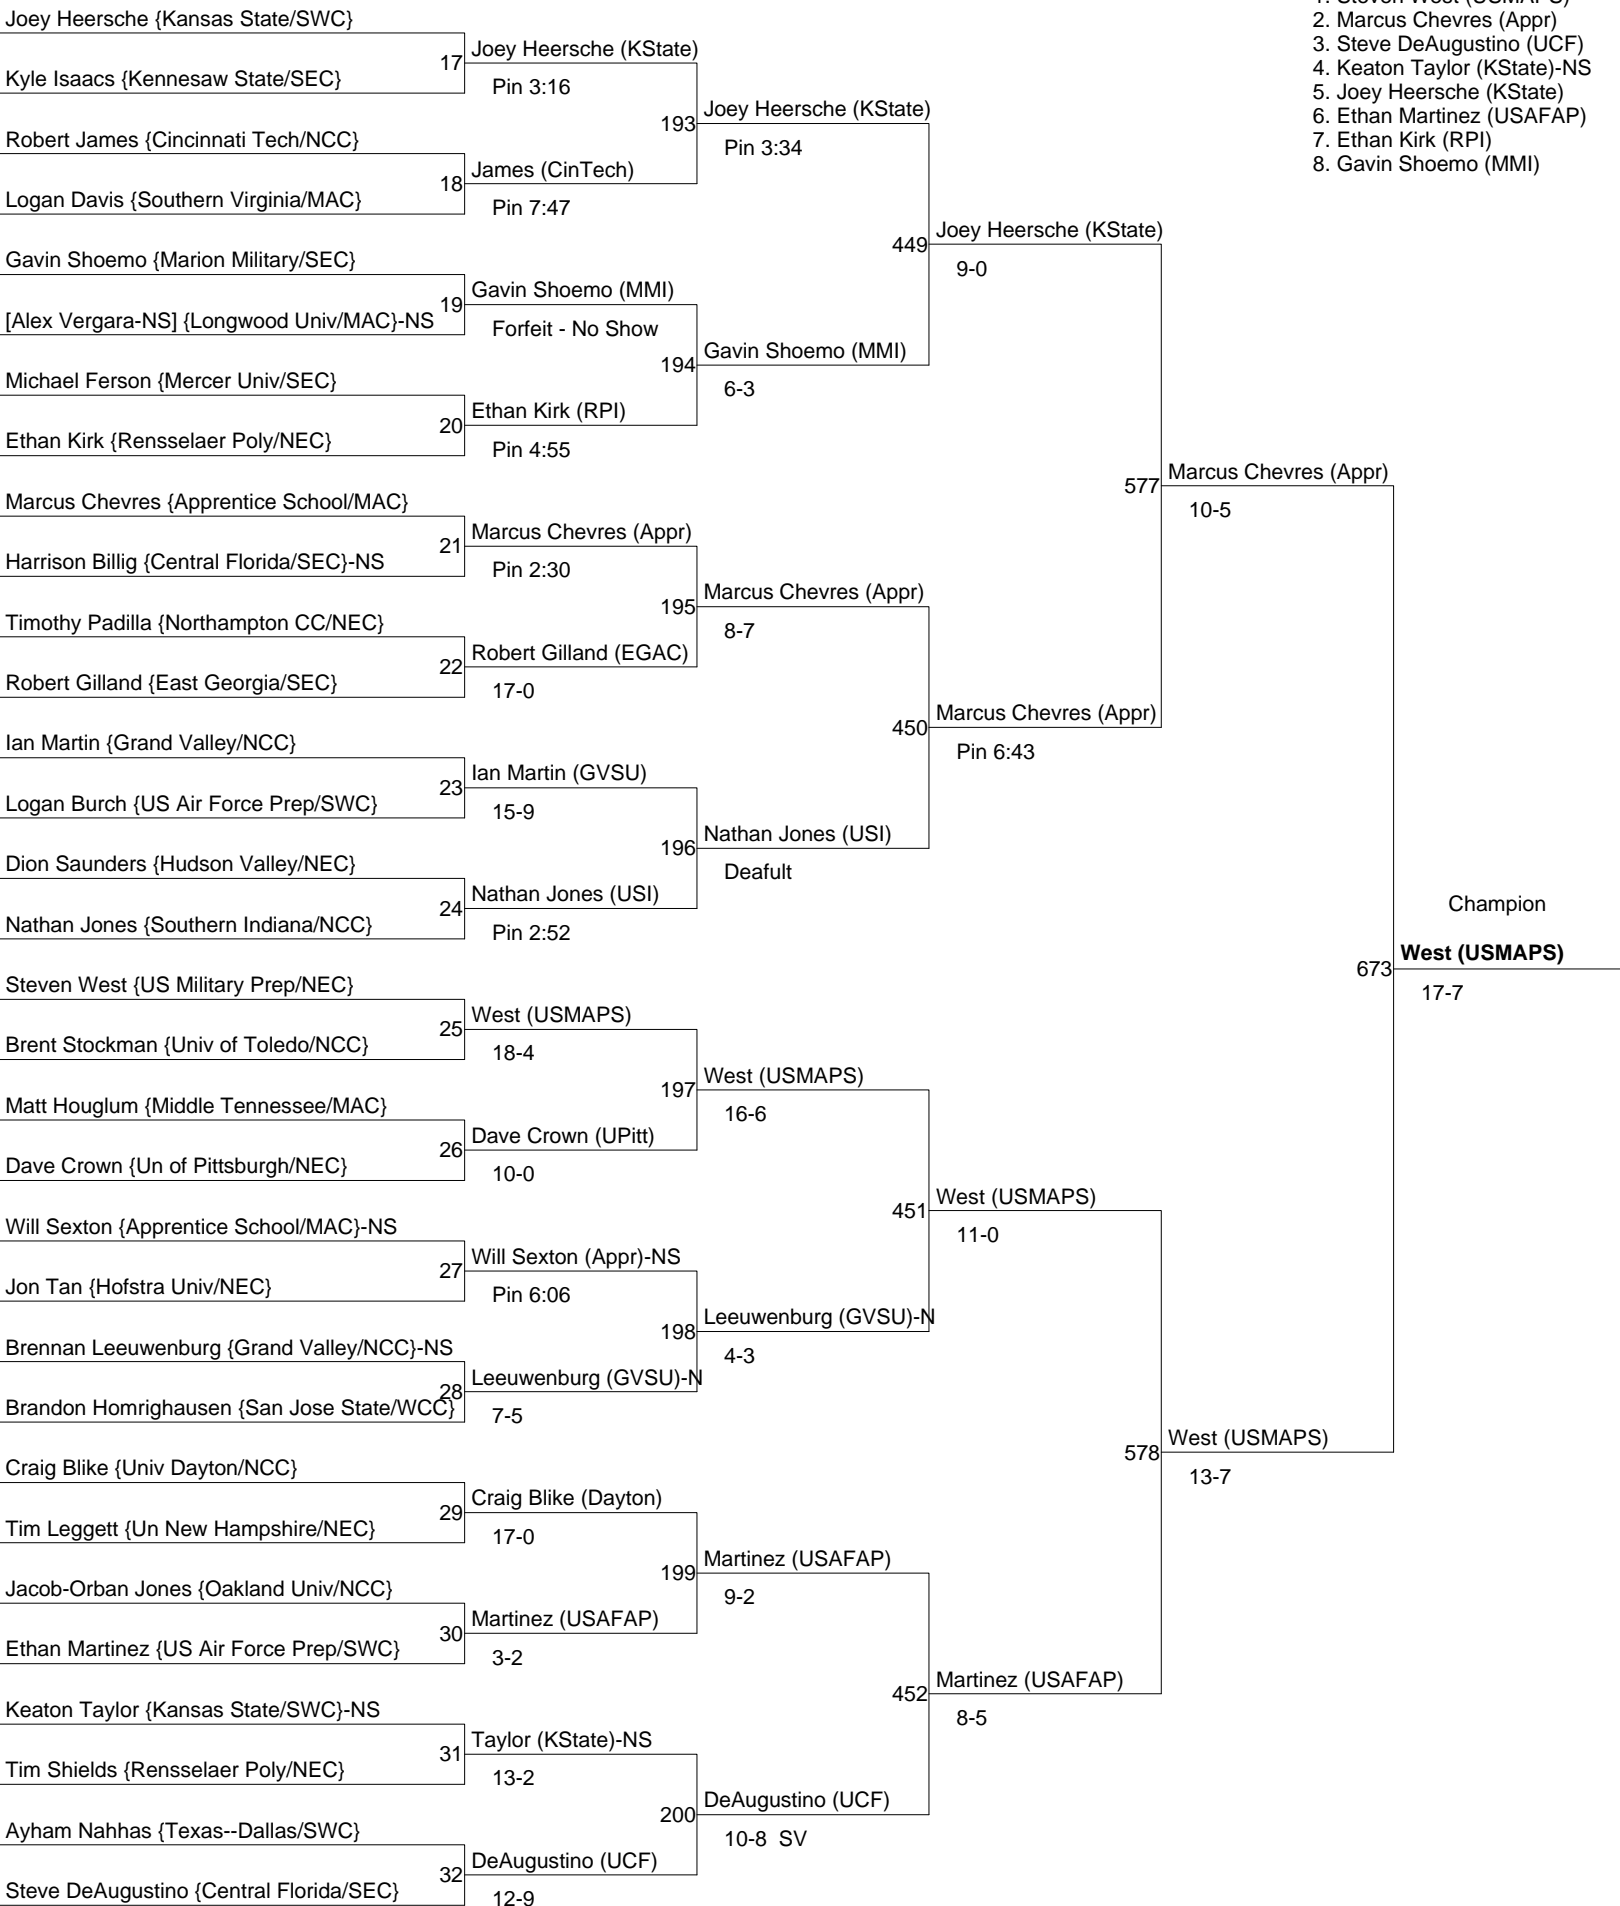 1. Steven West (USMAPS)
2. Marcus Chevres (Appr)
3. Steve DeAugustino (UCF)
4. Keaton Taylor (KState)-NS
5. Joey Heersche (KState)
6. Ethan Martinez (USAFAP)
7. Ethan Kirk (RPI)
8. Gavin Shoemo (MMI)
Joey Heersche {Kansas State/SWC}
Kyle Isaacs {Kennesaw State/SEC}
Robert James {Cincinnati Tech/NCC}
Logan Davis {Southern Virginia/MAC}
Gavin Shoemo {Marion Military/SEC}
[Alex Vergara-NS] {Longwood Univ/MAC}-NS
Michael Ferson {Mercer Univ/SEC}
Ethan Kirk {Rensselaer Poly/NEC}
Marcus Chevres {Apprentice School/MAC}
Harrison Billig {Central Florida/SEC}-NS
Timothy Padilla {Northampton CC/NEC}
Robert Gilland {East Georgia/SEC}
Ian Martin {Grand Valley/NCC}
Logan Burch {US Air Force Prep/SWC}
Dion Saunders {Hudson Valley/NEC}
Nathan Jones {Southern Indiana/NCC}
Steven West {US Military Prep/NEC}
Brent Stockman {Univ of Toledo/NCC}
Matt Houglum {Middle Tennessee/MAC}
Dave Crown {Un of Pittsburgh/NEC}
Will Sexton {Apprentice School/MAC}-NS
Jon Tan {Hofstra Univ/NEC}
Brennan Leeuwenburg {Grand Valley/NCC}-NS
Brandon Homrighausen {San Jose State/WCC}
Craig Blike {Univ Dayton/NCC}
Tim Leggett {Un New Hampshire/NEC}
Jacob-Orban Jones {Oakland Univ/NCC}
Ethan Martinez {US Air Force Prep/SWC}
Keaton Taylor {Kansas State/SWC}-NS
Tim Shields {Rensselaer Poly/NEC}
Ayham Nahhas {Texas--Dallas/SWC}
Steve DeAugustino {Central Florida/SEC}
17 Joey Heersche (KState)
Pin 3:16
18 James (CinTech)
Pin 7:47
19 Gavin Shoemo (MMI)
Forfeit - No Show
20 Ethan Kirk (RPI)
Pin 4:55
21 Marcus Chevres (Appr)
Pin 2:30
22 Robert Gilland (EGAC)
17-0
23 Ian Martin (GVSU)
15-9
24 Nathan Jones (USI)
Pin 2:52
25 West (USMAPS)
18-4
26 Dave Crown (UPitt)
10-0
27 Will Sexton (Appr)-NS
Pin 6:06
28 Leeuwenburg (GVSU)-N
7-5
29 Craig Blike (Dayton)
17-0
30 Martinez (USAFAP)
3-2
31 Taylor (KState)-NS
13-2
32 DeAugustino (UCF)
12-9
193 Joey Heersche (KState)
Pin 3:34
194 Gavin Shoemo (MMI)
6-3
195 Marcus Chevres (Appr)
8-7
196 Nathan Jones (USI)
Deafult
197 West (USMAPS)
16-6
198 Leeuwenburg (GVSU)-N
4-3
199 Martinez (USAFAP)
9-2
200 DeAugustino (UCF)
10-8 SV
449 Joey Heersche (KState)
9-0
450 Marcus Chevres (Appr)
Pin 6:43
451 West (USMAPS)
11-0
452 Martinez (USAFAP)
8-5
577 Marcus Chevres (Appr)
10-5
578 West (USMAPS)
13-7
Champion
673 West (USMAPS)
17-7